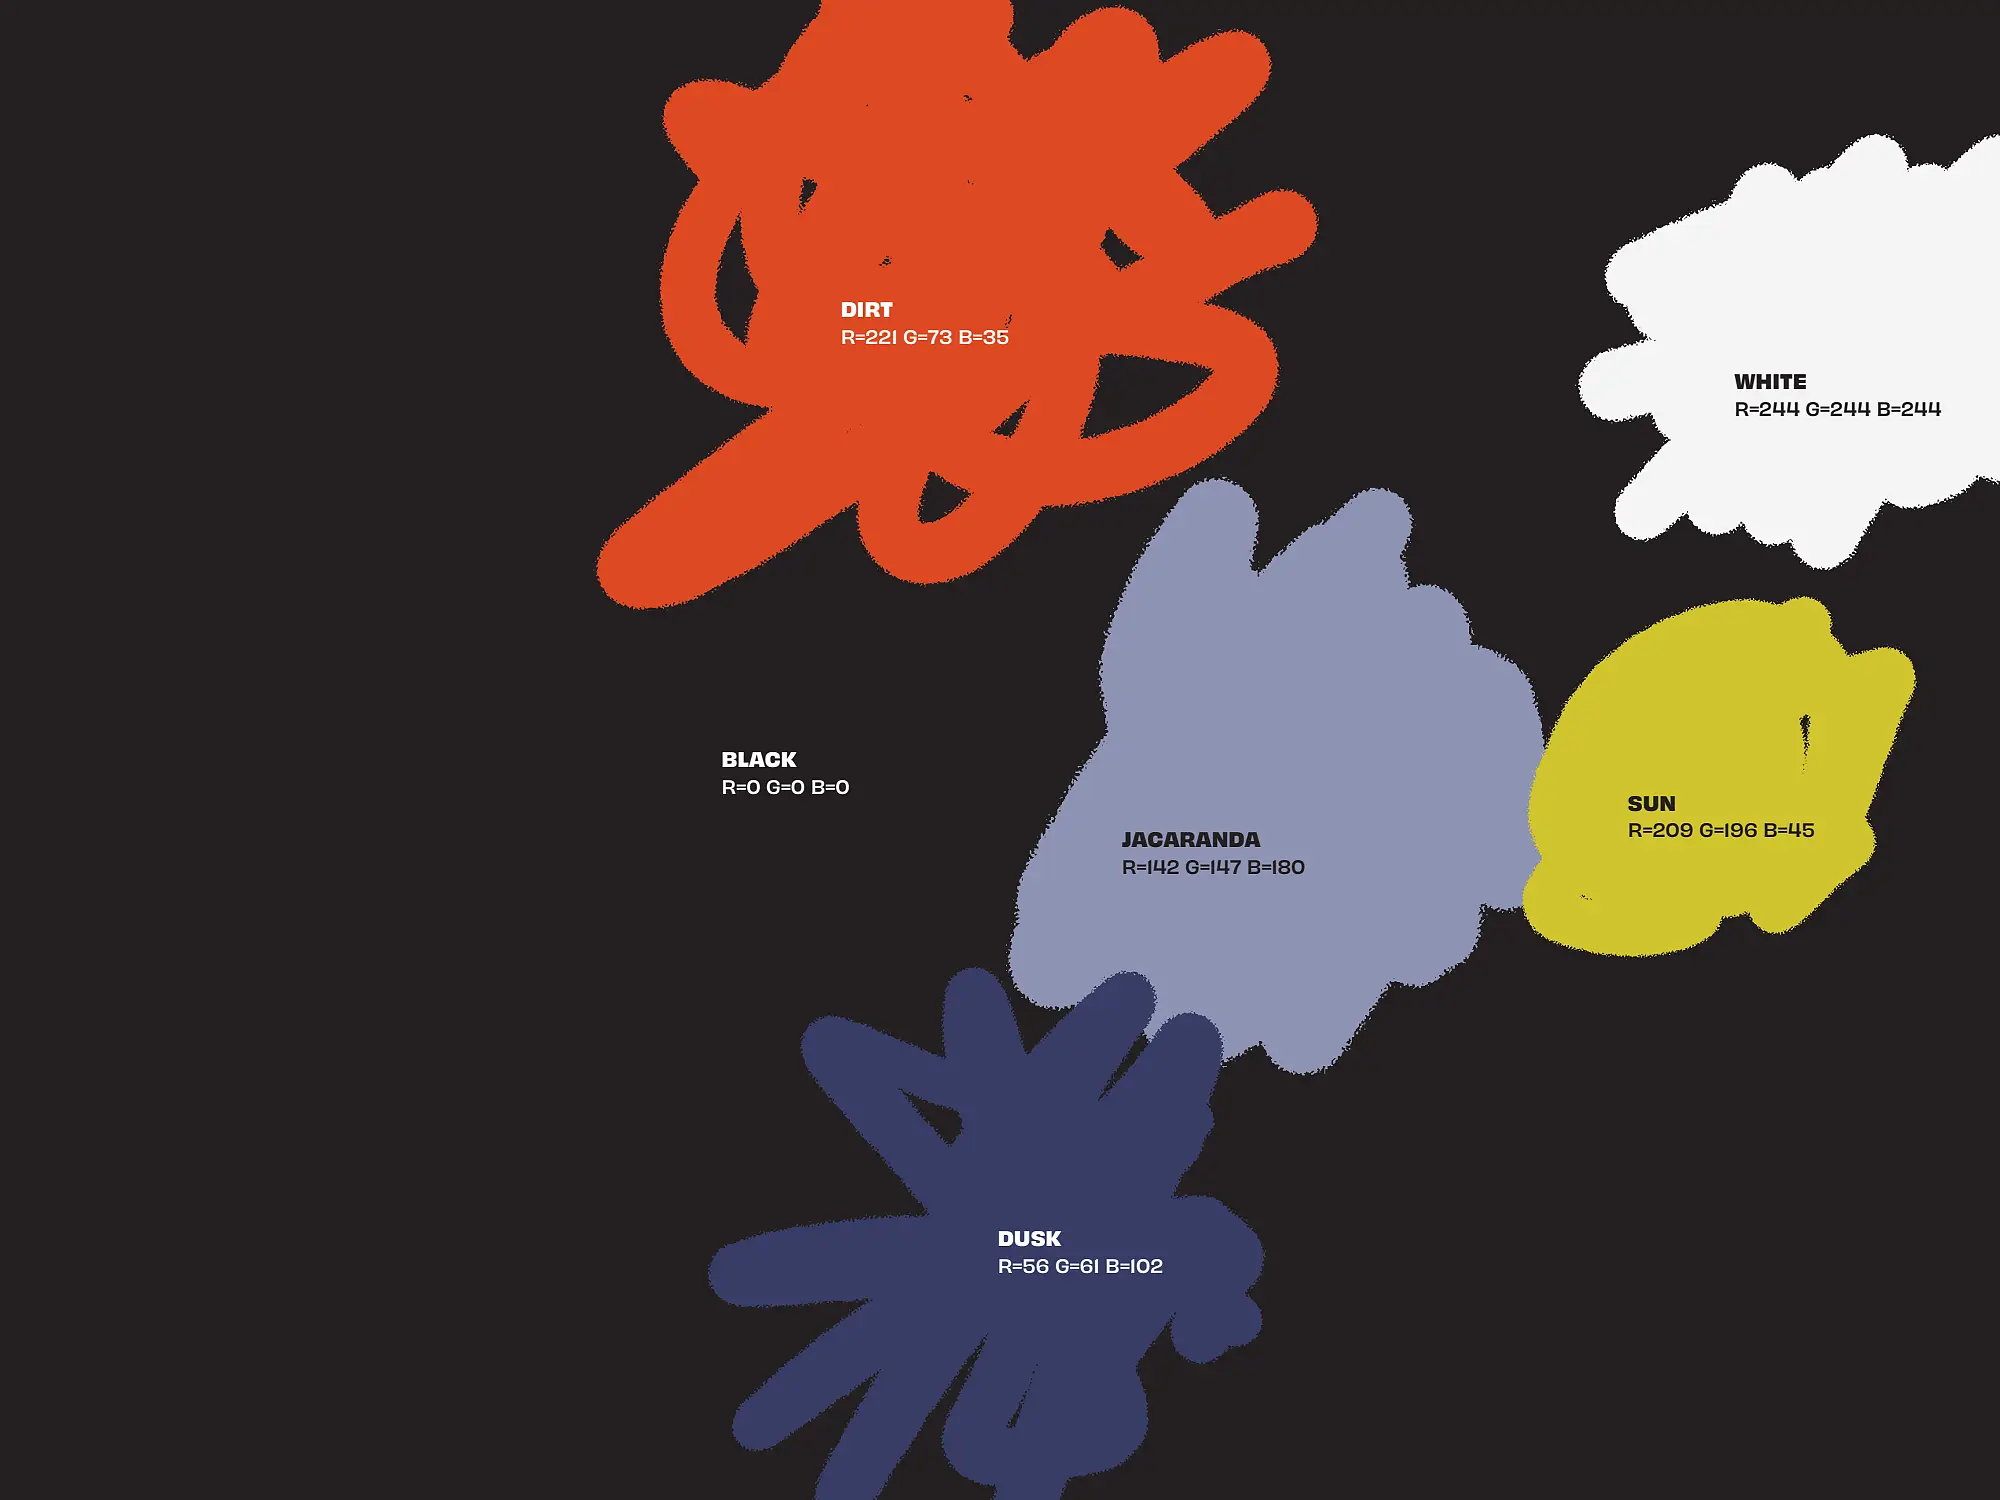 DIRT
R=221 G=73 B=35
WHITE
R=244 G=244 B=244
BLACK
R=0 G=0 B=0
JACARANDA
R=142 G=147 B=180
SUN
R=209 G=196 B=45
DUSK
R=56 G=61 B=102